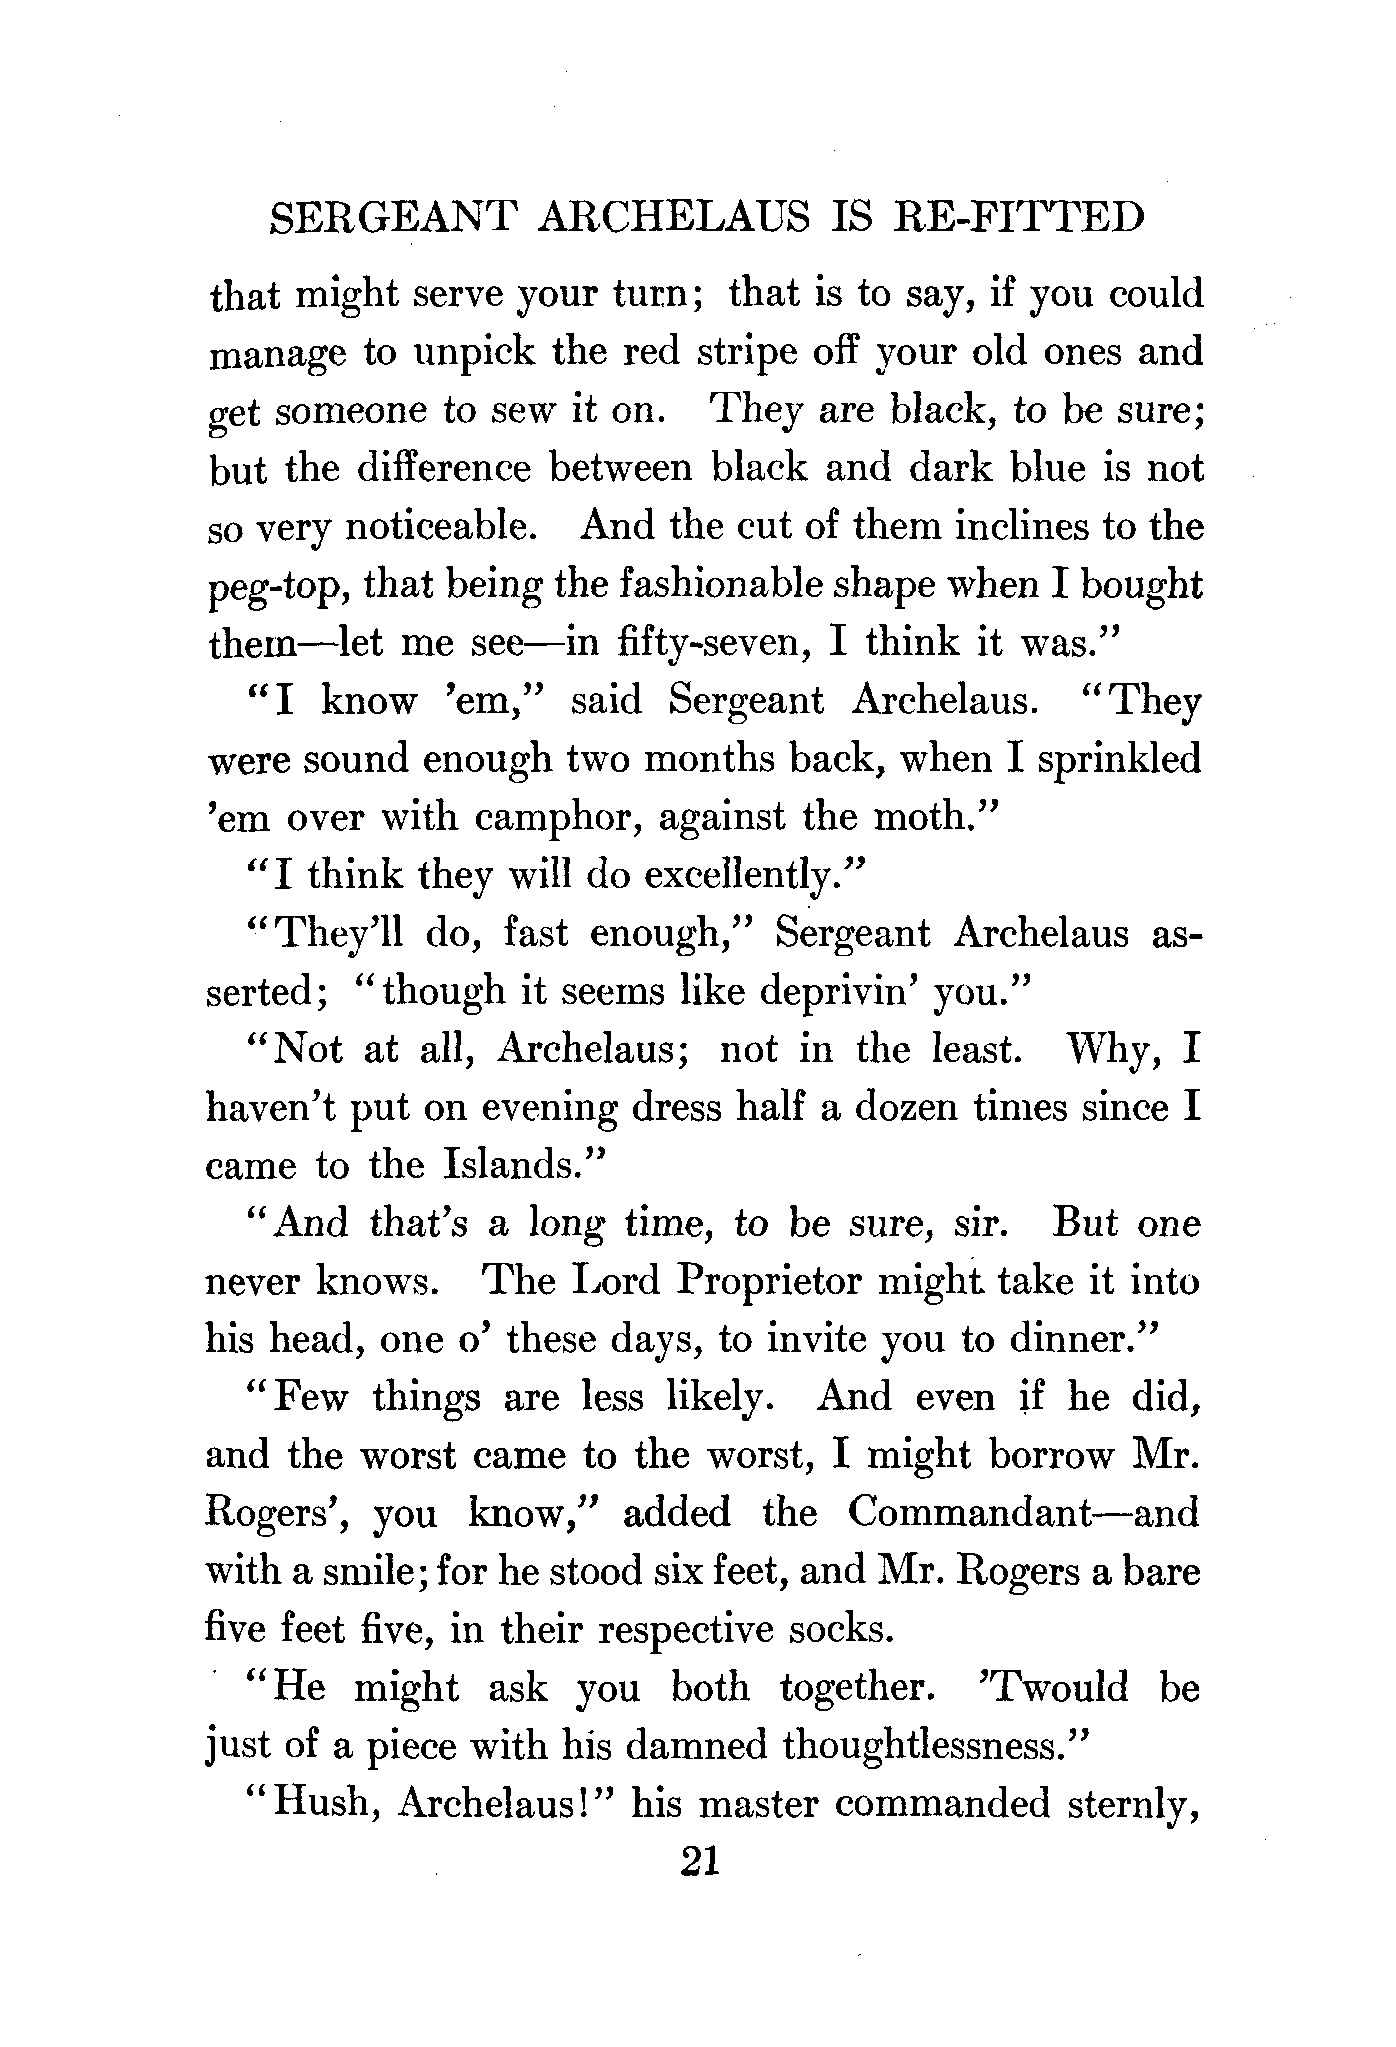 SERGEANT ARCHELAUS IS RE-FITTED
that might serve your turn; that is to say, if you could
manage to unpick the red stripe off your old ones and
get someone to sew it on. They are black, to be sure;
but the difference between black and dark blue is not
so very noticeable. And the cut of them inclines to the
peg-top, that being the fashionable shape when I bought
them—let me see—in fifty-seven, I think it was.”
“I know ’em,” said Sergeant Archelaus. “They
were sound enough two months back, when I sprinkled
’em over with camphor, against the moth.”
“I think they will do excellently.”
“They’ll do, fast enough,” Sergeant Archelaus as-
serted; “though it seems like deprivin’ you.”
“Not at all, Archelaus; not in the least. Why, I
haven’t put on evening dress half a dozen times since I
came to the Islands.”
“And that’s a long time, to be sure, sir. But one
never knows. The Lord Proprietor might take it into
his head, one o’ these days, to invite you to dinner.”
“Few things are less likely. And even if he did,
and the worst came to the worst, I might borrow Mr.
Rogers’, you know,” added the Commandant—and
with a smile; for he stood six feet, and Mr. Rogers a bare
five feet five, in their respective socks.
“He might ask you both together. ’Twould be
just of a piece with his damned thoughtlessness.”
“Hush, Archelaus!” his master commanded sternly,
21